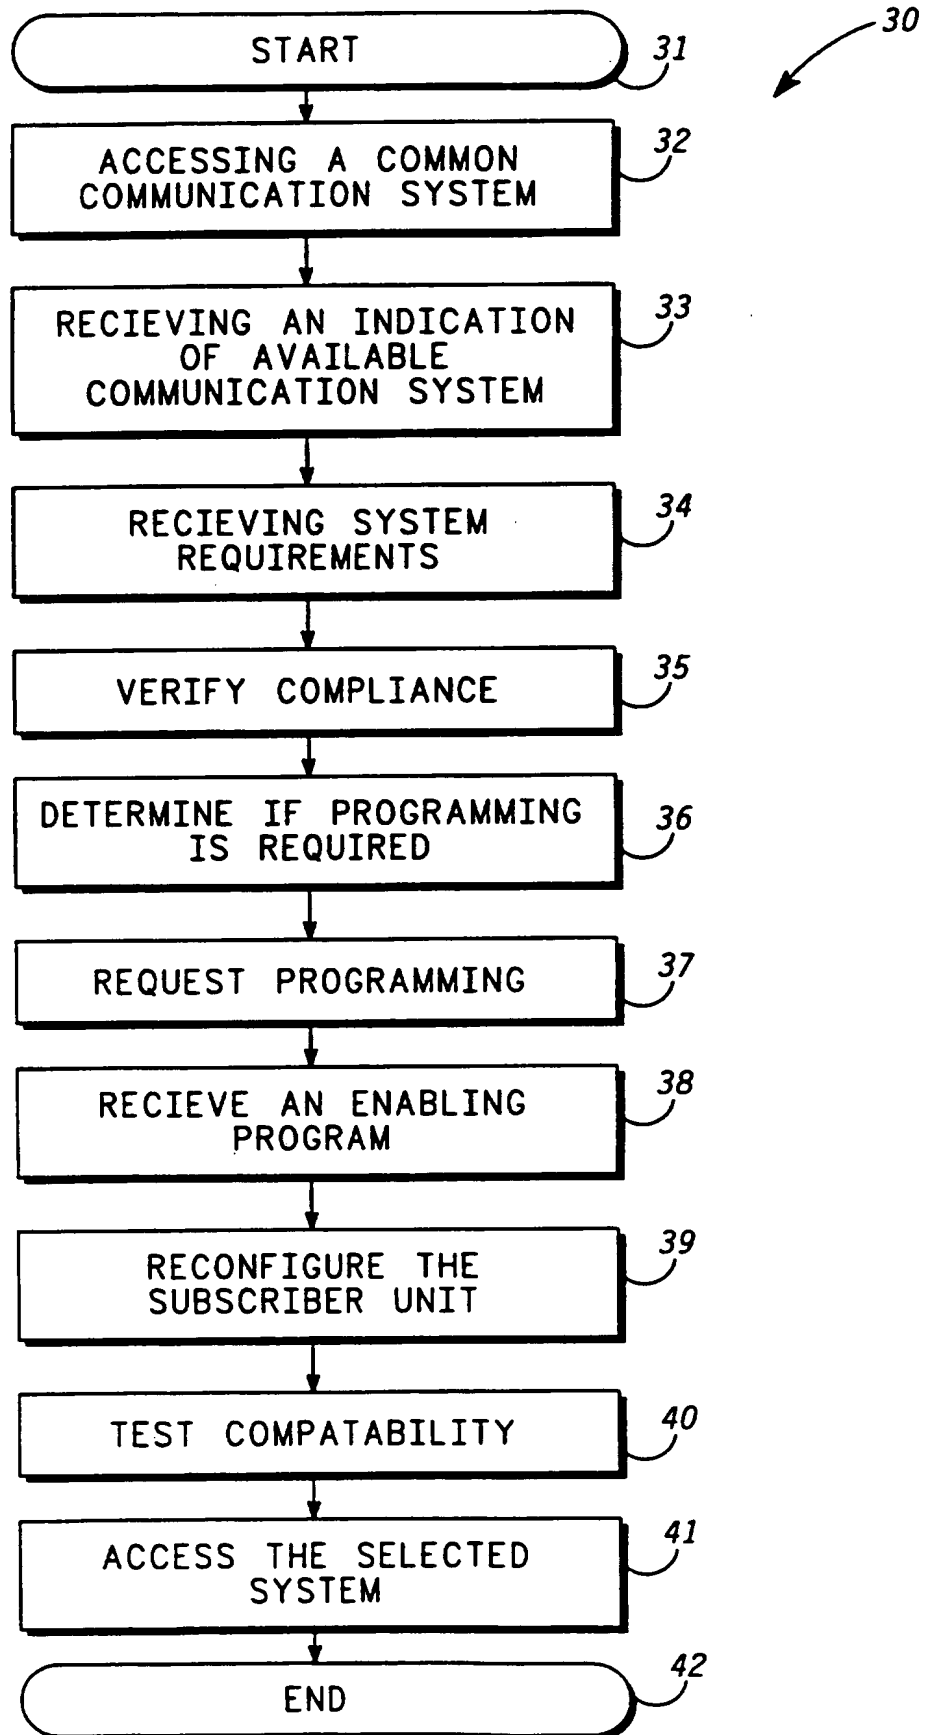 30
START
31
ACCESSING A COMMON
COMMUNICATION SYSTEM
32
RECIEVING AN INDICATION
OF AVAILABLE
COMMUNICATION SYSTEM
33
RECIEVING SYSTEM
REQUIREMENTS
34
VERIFY COMPLIANCE
35
DETERMINE IF PROGRAMMING
IS REQUIRED
36
REQUEST PROGRAMMING
37
RECIEVE AN ENABLING
PROGRAM
38
RECONFIGURE THE
SUBSCRIBER UNIT
39
TEST COMPATABILITY
40
ACCESS THE SELECTED
SYSTEM
41
END
42